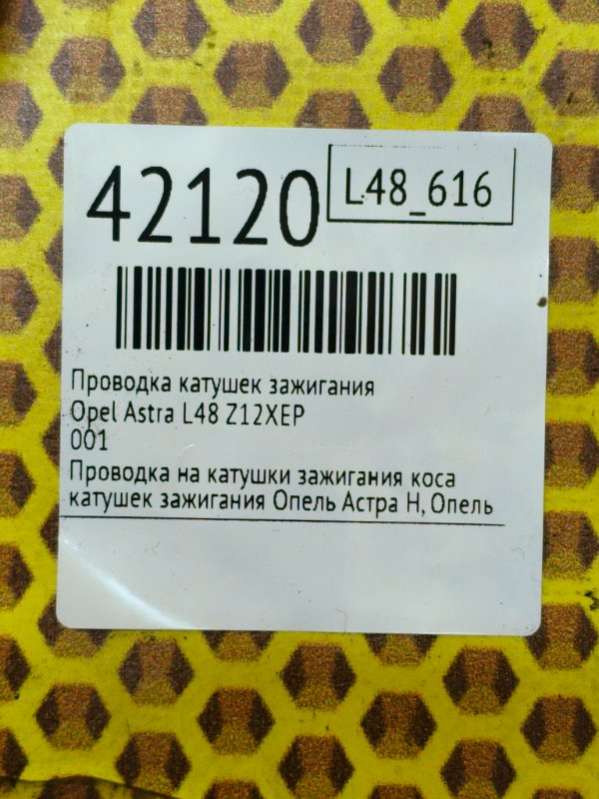 42120
L48_616
Проводка катушек зажигания
Opel Astra L48 Z12XEP
001
Проводка на катушки зажигания коса
катушек зажигания Опель Астра H, Опель